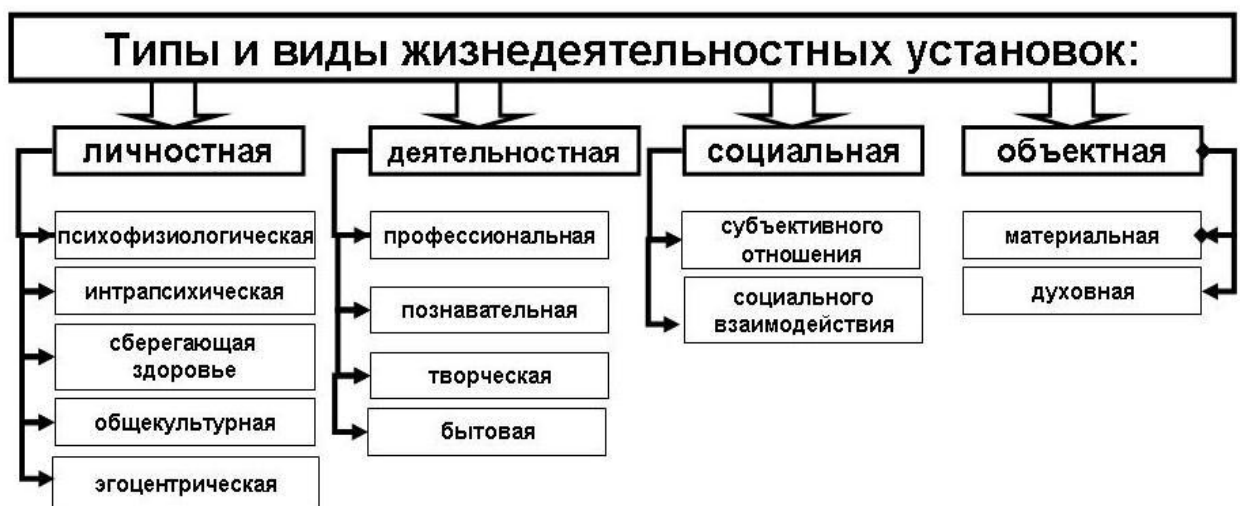 Типы и виды жизнедеятельностных установок:
личностная
психофизиологическая
интрапсихическая
сберегающая
здоровье
общекультурная
эгоцентрическая
деятельностная
профессиональная
познавательная
творческая
бытовая
социальная
субъективного
отношения
социального
взаимодействия
объектная
материальная
духовная